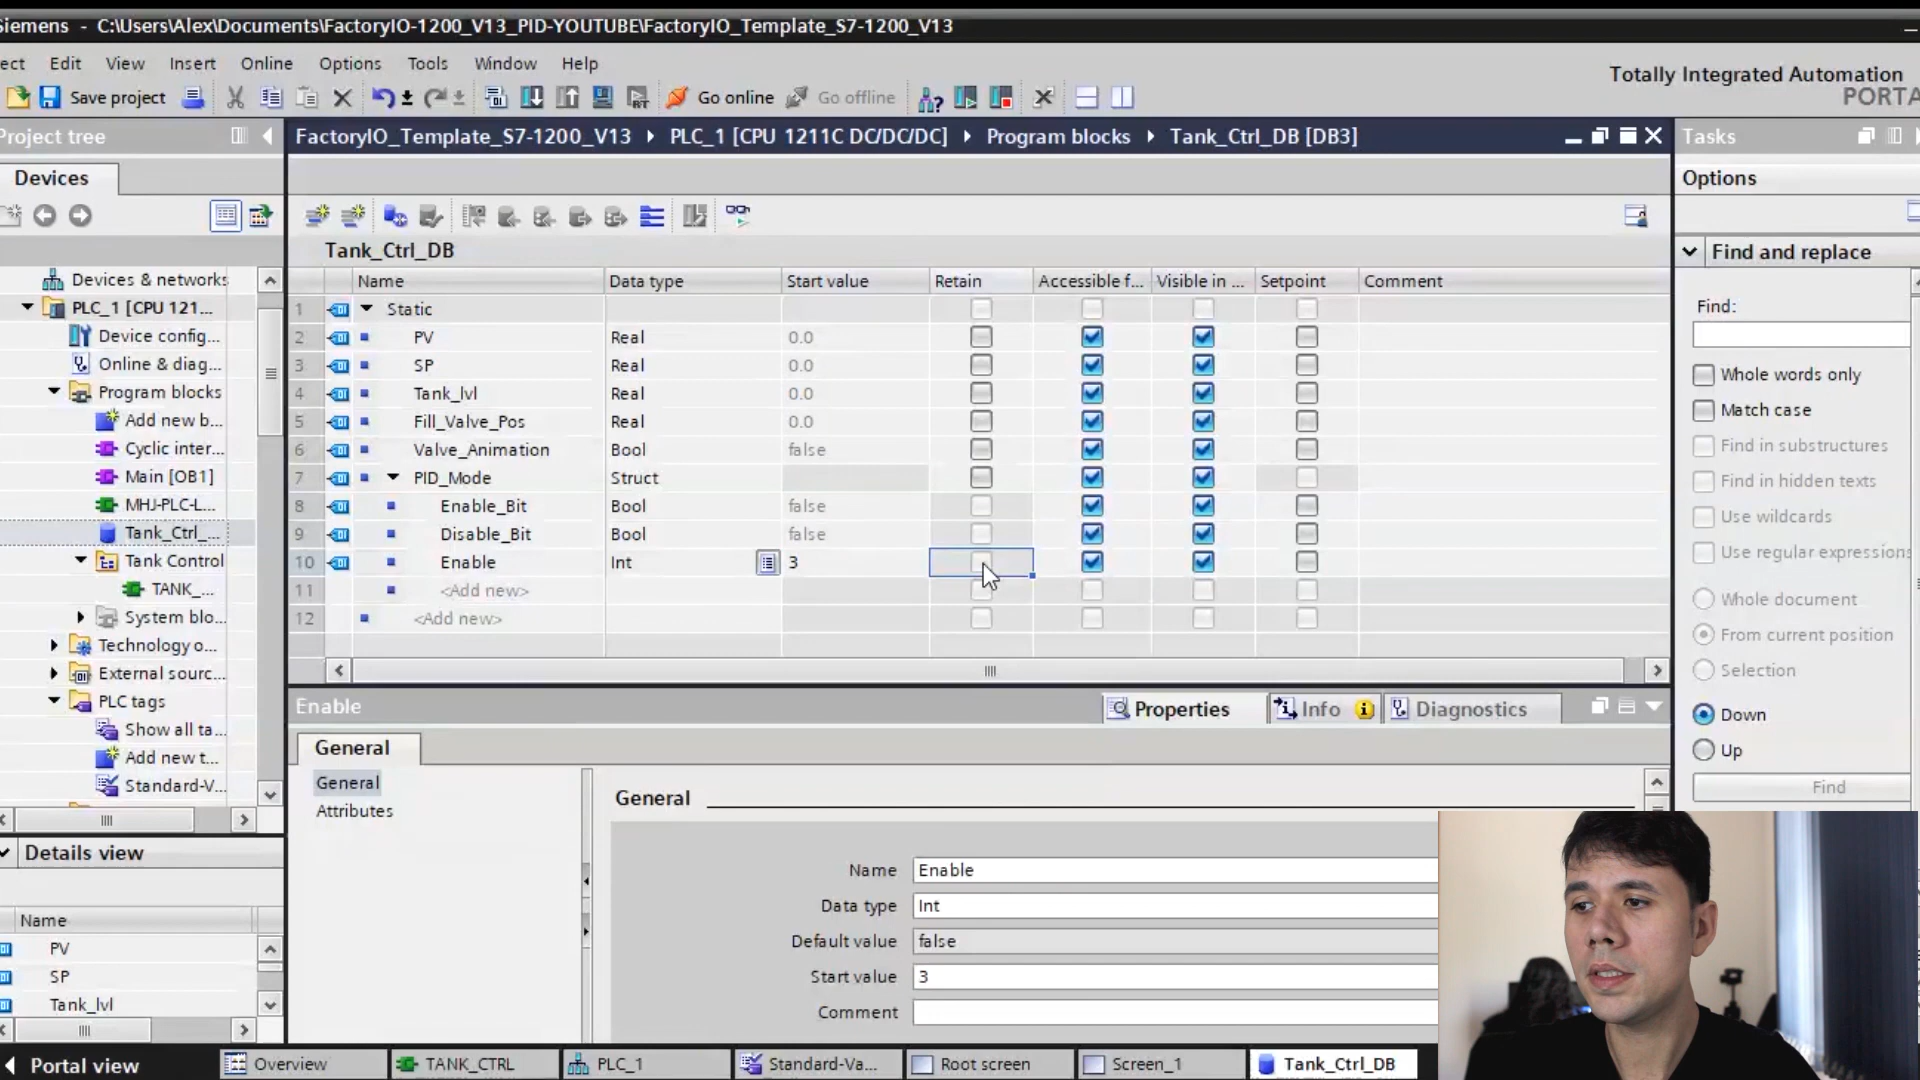 Siemens - C:\Users\Alex\Documents\FactoryIO-1200_V13_PID-YOUTUBE\FactoryIO_Template_S7-1200_V13
ect Edit View Insert Online Options Tools Window Help
Totally Integrated Automation
PORTA
Save project Go online Go offline
Project tree
FactoryIO_Template_S7-1200_V13 PLC_1 [CPU 1211C DC/DC/DC] Program blocks Tank_Ctrl_DB [DB3]
Tasks
Devices
Options
Tank_Ctrl_DB
Find and replace
Name Data type Start value Retain Accessible f... Visible in ... Setpoint Comment
1 Static
2 PV Real 0.0
3 SP Real 0.0
4 Tank_lvl Real 0.0
5 Fill_Valve_Pos Real 0.0
6 Valve_Animation Bool false
7 PID_Mode Struct
8 Enable_Bit Bool false
9 Disable_Bit Bool false
10 Enable Int 3
11 <Add new>
12 <Add new>
Devices & networks
PLC_1 [CPU 121...
Device config...
Online & diag...
Program blocks
Add new b...
Cyclic inter...
Main [OB1]
MHJ-PLC-L...
Tank_Ctrl_...
Tank Control
TANK_...
System blo...
Technology o...
External sourc...
PLC tags
Show all ta...
Add new t...
Standard-V...
Find:
Whole words only
Match case
Find in substructures
Find in hidden texts
Use wildcards
Use regular expressions
Whole document
From current position
Selection
Down
Up
Find
Enable
Properties Info Diagnostics
General
General
Attributes
General
Name Enable
Data type Int
Default value false
Start value 3
Comment
Details view
Name
PV
SP
Tank_lvl
Portal view Overview TANK_CTRL PLC_1 Standard-Va... Root screen Screen_1 Tank_Ctrl_DB